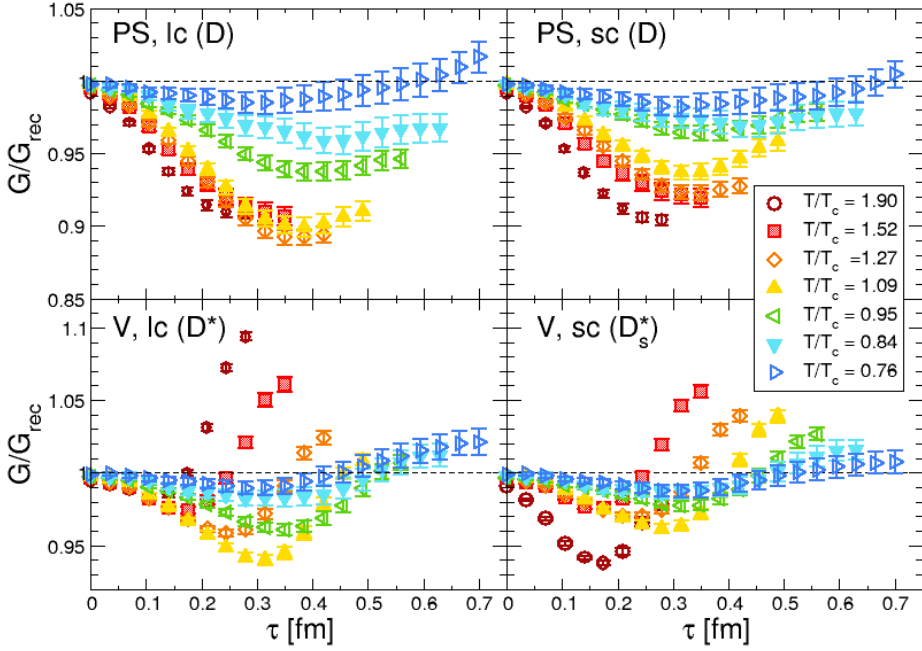 PS, lc (D)
PS, sc (D)
1.05
1
0.95
0.9
0.85
G/G_rec
T/T_c = 1.90
T/T_c = 1.52
T/T_c =1.27
T/T_c = 1.09
T/T_c = 0.95
T/T_c = 0.84
T/T_c = 0.76
V, lc (D*)
V, sc (D_s^*)
1.1
1.05
1
0.95
G/G_rec
0 0.1 0.2 0.3 0.4 0.5 0.6 0.7
0 0.1 0.2 0.3 0.4 0.5 0.6 0.7
τ [fm]
τ [fm]